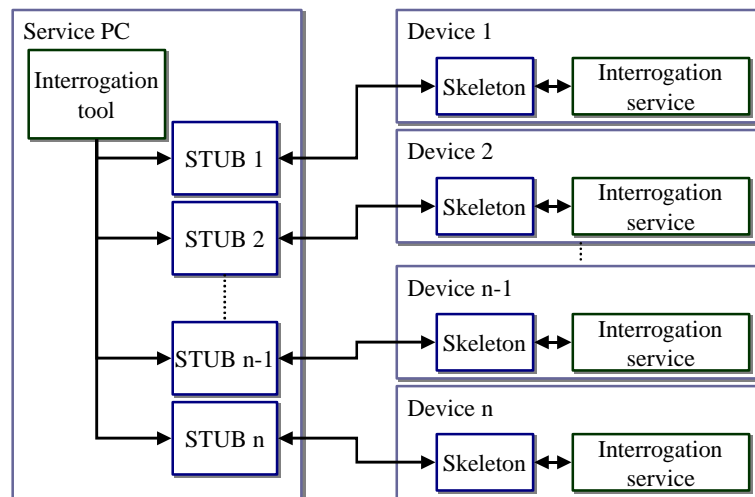 Service PC
Interrogation
tool
STUB 1
STUB 2
STUB n-1
STUB n
Device 1
Skeleton
Interrogation
service
Device 2
Skeleton
Interrogation
service
Device n-1
Skeleton
Interrogation
service
Device n
Skeleton
Interrogation
service